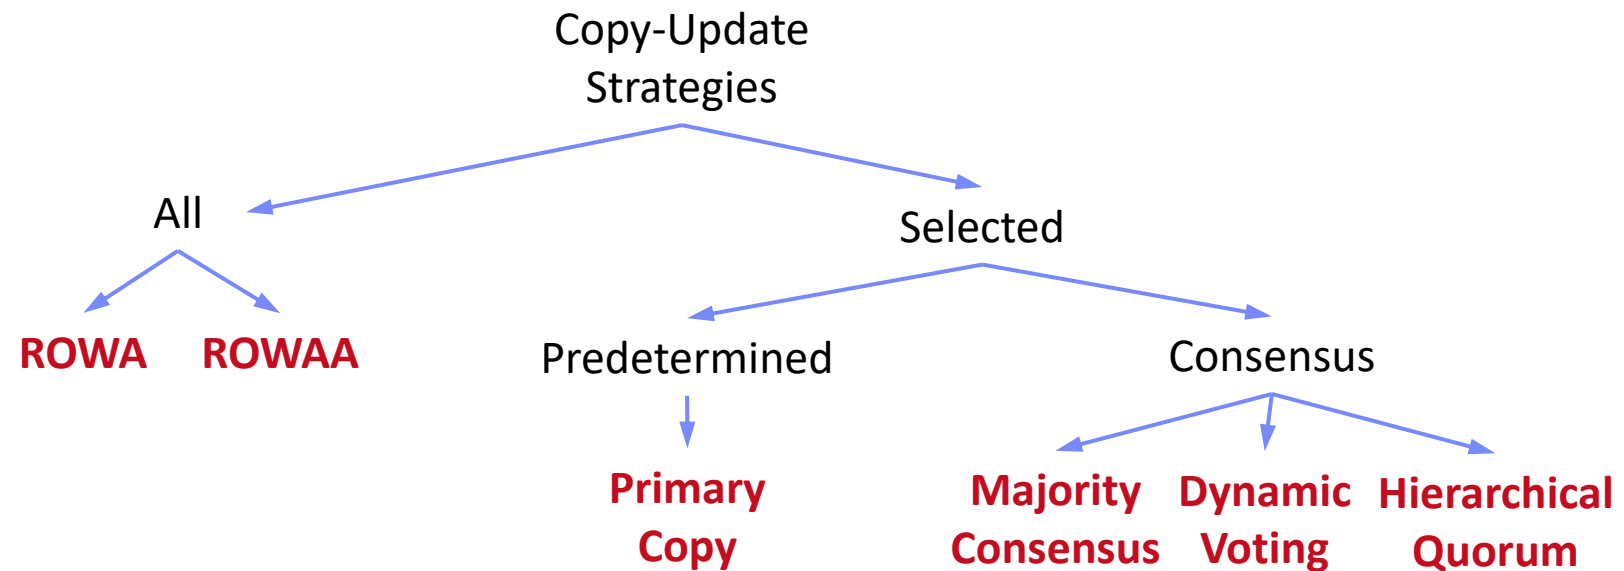 Copy-Update
Strategies
All
Selected
ROWA
ROWAA
Predetermined
Consensus
Primary
Copy
Majority
Consensus
Dynamic
Voting
Hierarchical
Quorum